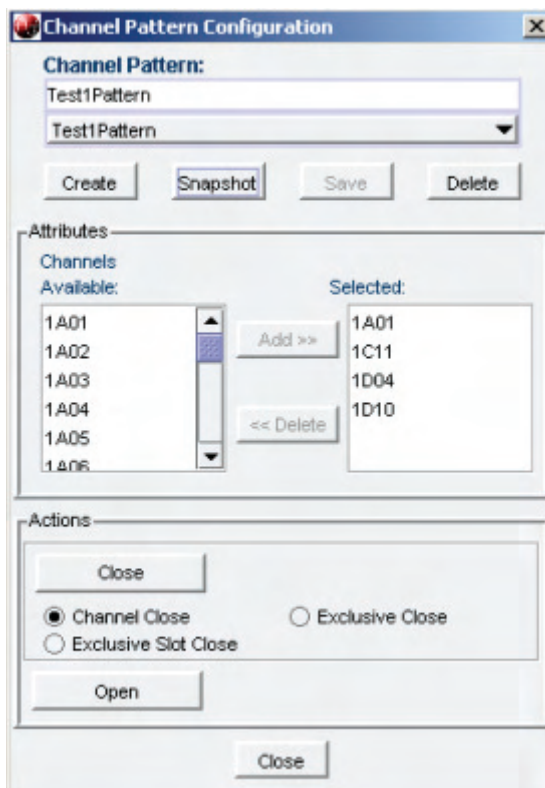 Channel Pattern Configuration
Channel Pattern:
Test1Pattern
Test1Pattern
Create Snapshot Save Delete
Attributes
Channels
Available: Selected:
1A01 1A01
1A02 Add >> 1C11
1A03 1D04
1A04 1D10
1A05 << Delete
1A06
Actions
Close
Channel Close Exclusive Close
Exclusive Slot Close
Open
Close